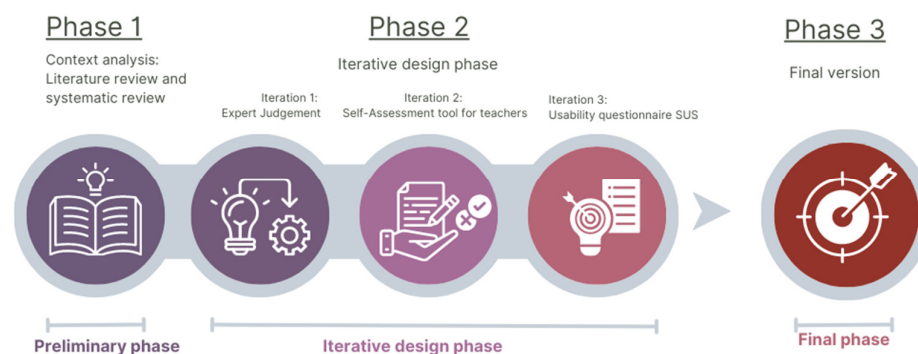 Phase 1
Context analysis:
Literature review and
systematic review
Phase 2
Iterative design phase
Iteration 1:
Expert Judgement
Iteration 2:
Self-Assessment tool for teachers
Iteration 3:
Usability questionnaire SUS
Phase 3
Final version
Preliminary phase
Iterative design phase
Final phase